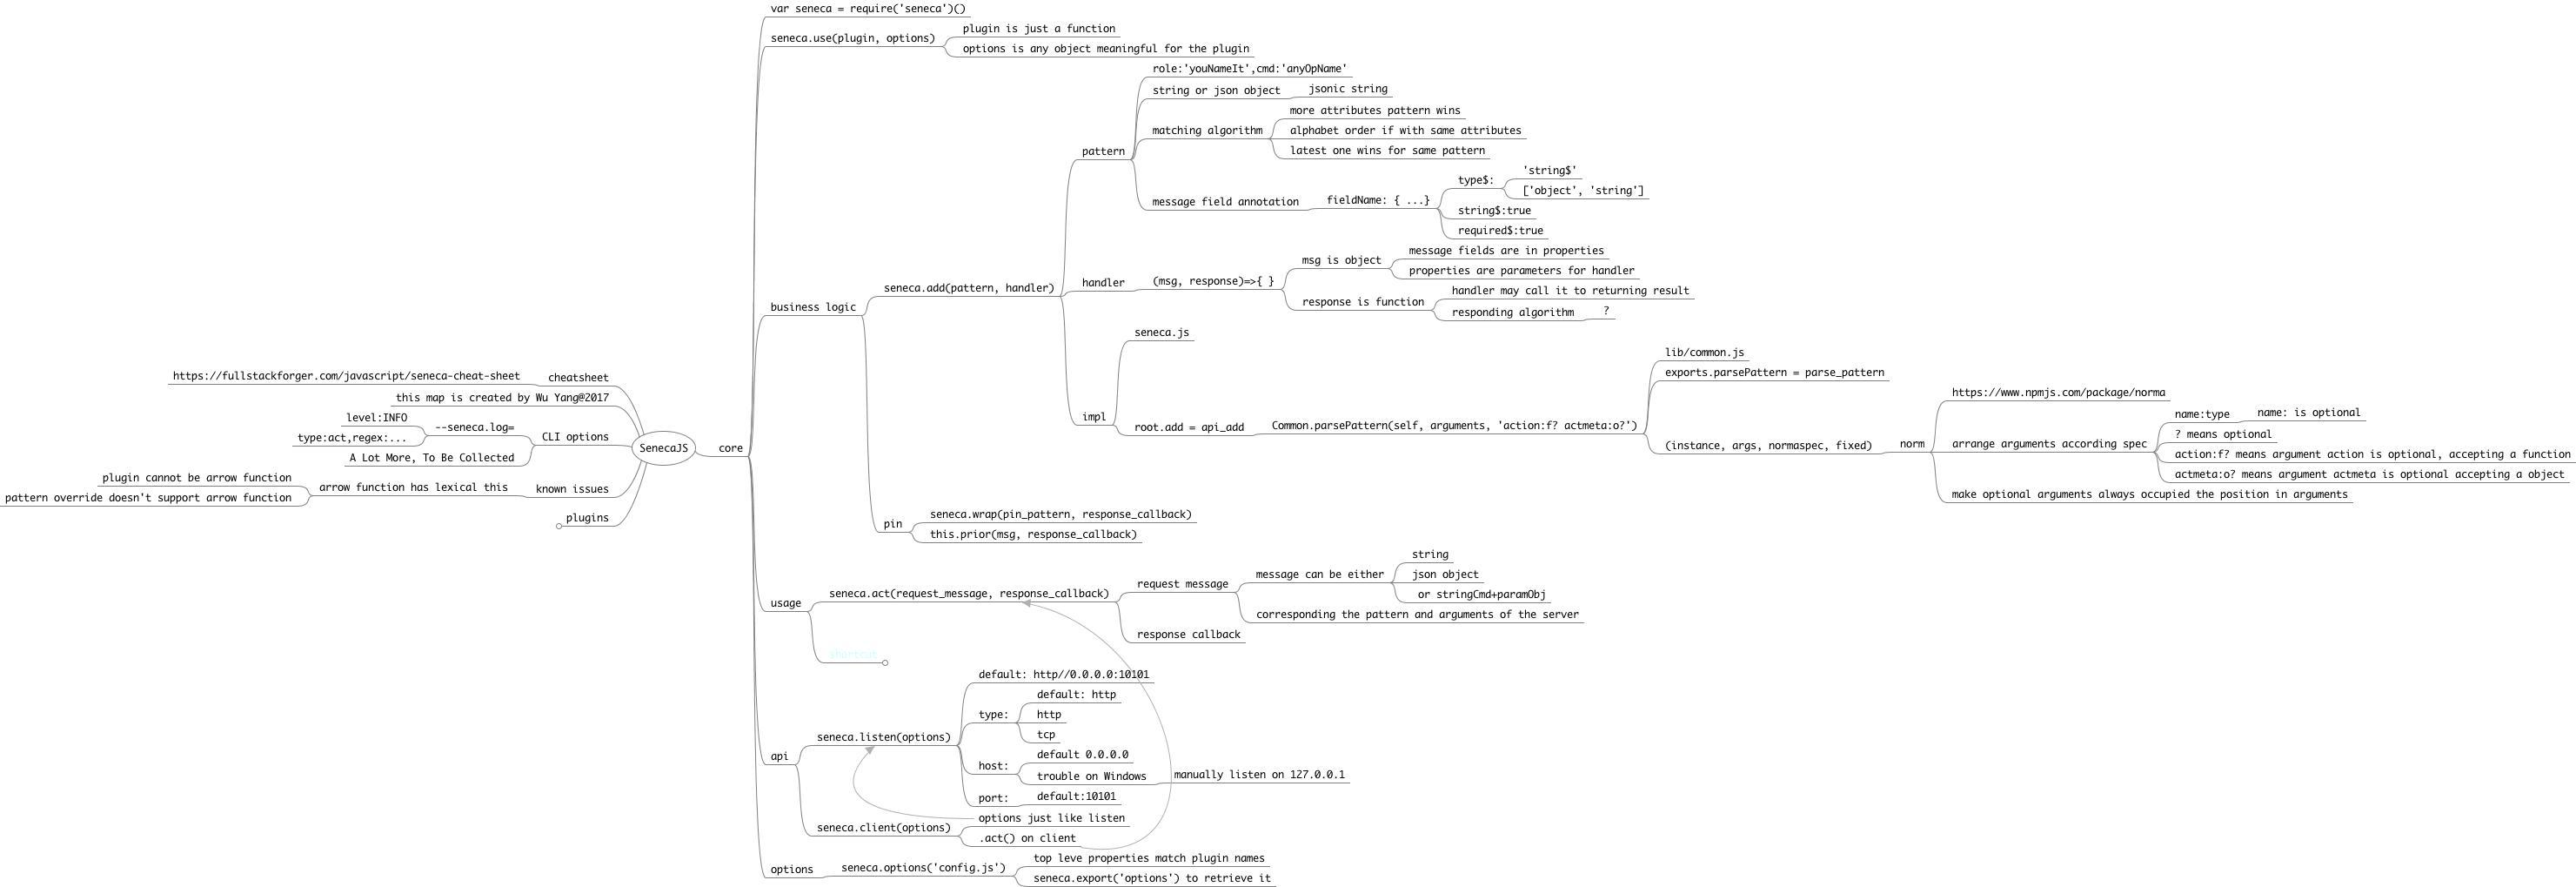 SenecaJS
core
var seneca = require('seneca')()
seneca.use(plugin, options)
plugin is just a function
options is any object meaningful for the plugin
business logic
seneca.add(pattern, handler)
pattern
role:'youNameIt',cmd:'anyOpName'
string or json object
jsonic string
matching algorithm
more attributes pattern wins
alphabet order if with same attributes
latest one wins for same pattern
message field annotation
fieldName: { ...}
type$:
'string$'
['object', 'string']
string$:true
required$:true
handler
(msg, response)=>{ }
msg is object
message fields are in properties
properties are parameters for handler
response is function
handler may call it to returning result
responding algorithm
?
impl
seneca.js
root.add = api_add
Common.parsePattern(self, arguments, 'action:f? actmeta:o?')
lib/common.js
exports.parsePattern = parse_pattern
(instance, args, normaspec, fixed)
norm
https://www.npmjs.com/package/norma
arrange arguments according spec
name:type
name: is optional
? means optional
action:f? means argument action is optional, accepting a function
actmeta:o? means argument actmeta is optional accepting a object
make optional arguments always occupied the position in arguments
pin
seneca.wrap(pin_pattern, response_callback)
this.prior(msg, response_callback)
usage
seneca.act(request_message, response_callback)
request message
message can be either
string
json object
or stringCmd+paramObj
corresponding the pattern and arguments of the server
response callback
api
seneca.listen(options)
default: http//0.0.0.0:10101
type:
default: http
http
tcp
host:
default 0.0.0.0
trouble on Windows
manually listen on 127.0.0.1
port:
default:10101
seneca.client(options)
options just like listen
.act() on client
options
seneca.options('config.js')
top leve properties match plugin names
seneca.export('options') to retrieve it
cheatsheet
https://fullstackforger.com/javascript/seneca-cheat-sheet
this map is created by Wu Yang@2017
CLI options
--seneca.log=
level:INFO
type:act,regex:...
A Lot More, To Be Collected
known issues
arrow function has lexical this
plugin cannot be arrow function
pattern override doesn't support arrow function
plugins